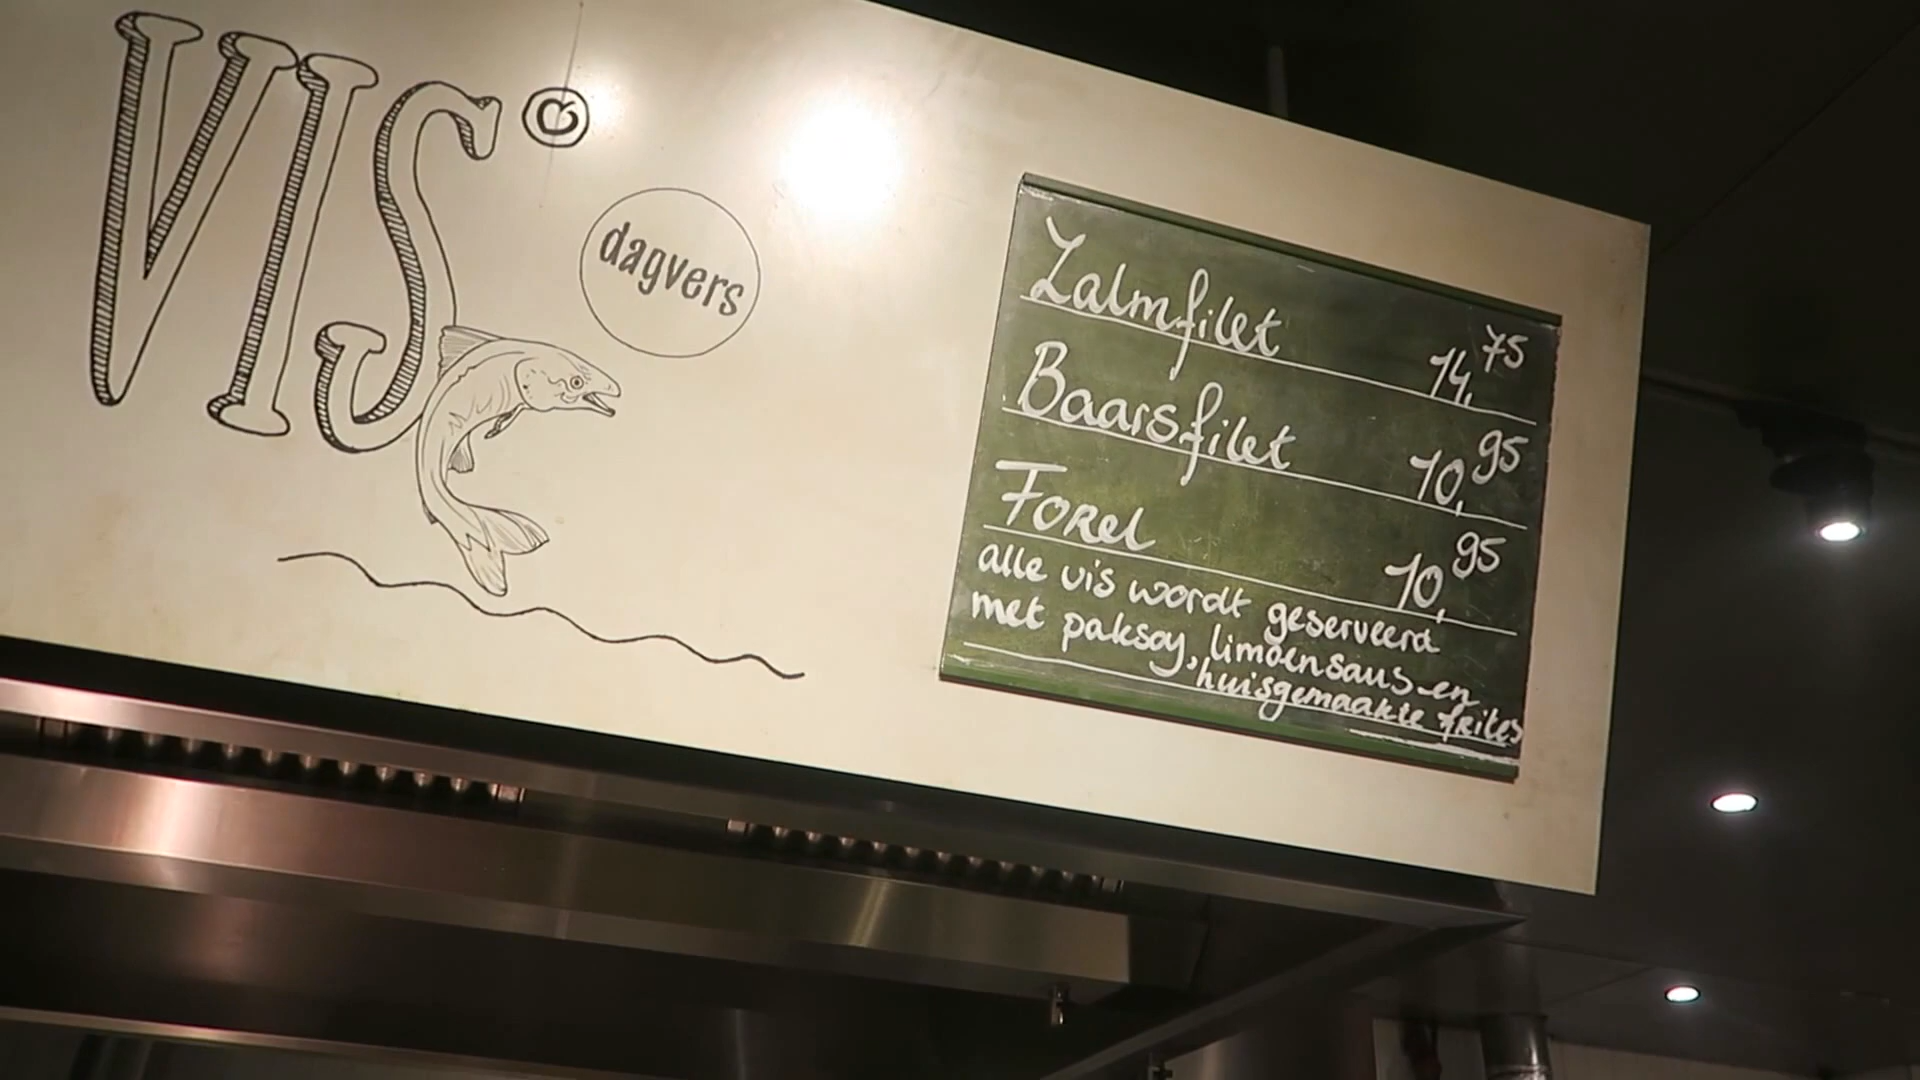 VIS
dagvers
Zalmfilet 14,75
Baarsfilet 10,95
Forel 10,95
alle vis wordt geserveerd
met paksoy, limoensaus en
huisgemaakte frites